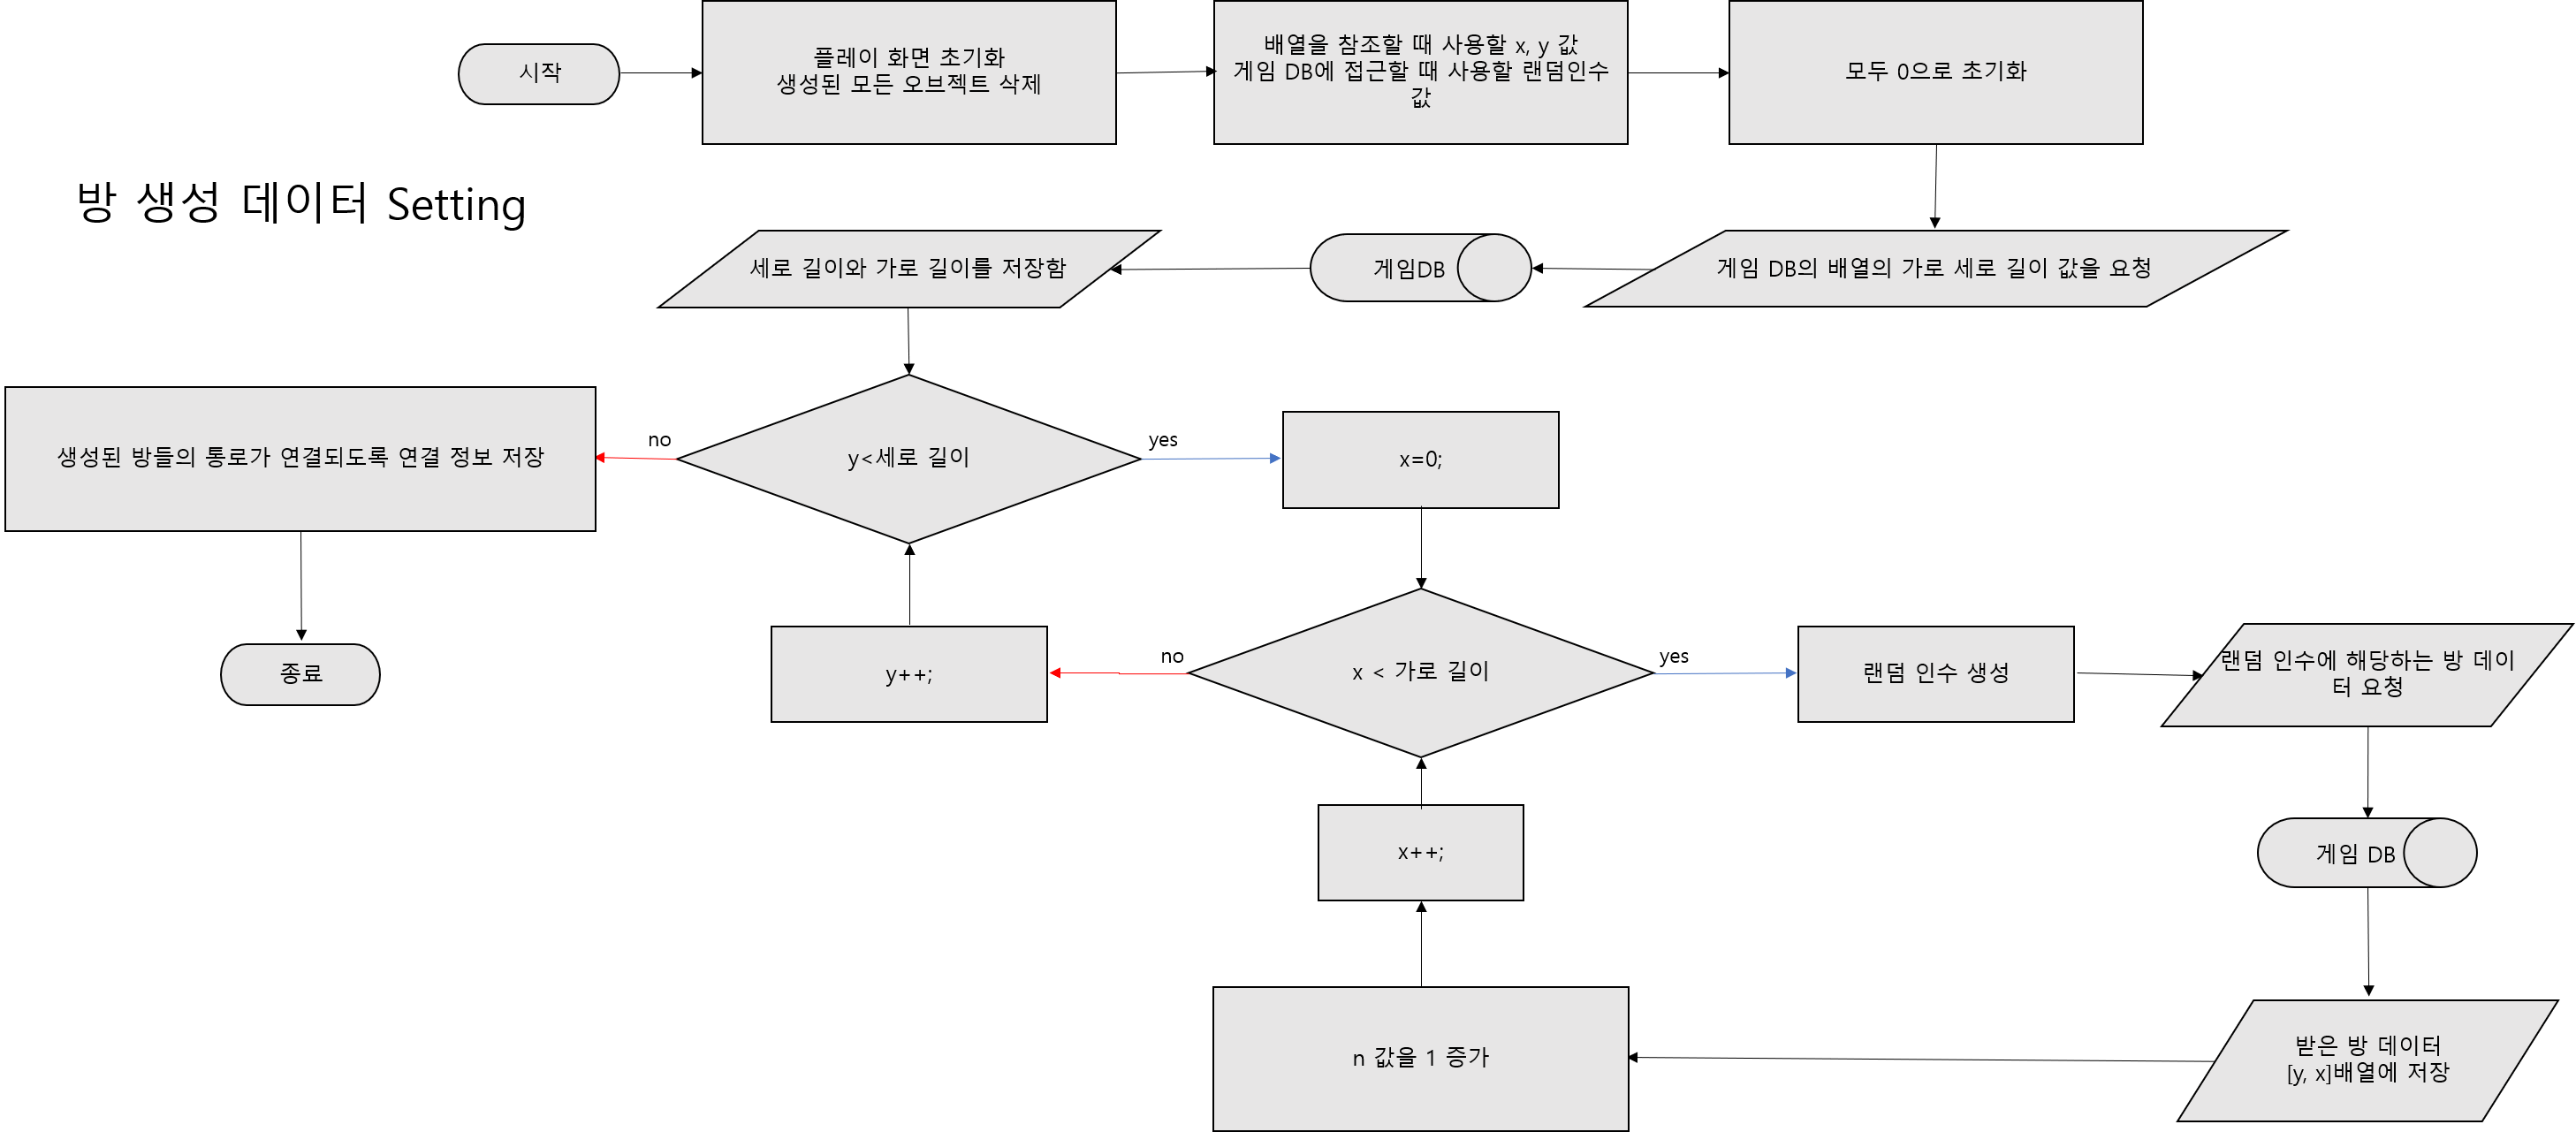 시작
플레이 화면 초기화
생성된 모든 오브젝트 삭제
배열을 참조할 때 사용할 x, y 값
게임 DB에 접근할 때 사용할 랜덤인수
값
모두 0으로 초기화
방 생성 데이터 Setting
세로 길이와 가로 길이를 저장함
게임DB
게임 DB의 배열의 가로 세로 길이 값을 요청
생성된 방들의 통로가 연결되도록 연결 정보 저장
no
y<세로 길이
yes
x=0;
종료
y++;
no
x < 가로 길이
yes
랜덤 인수 생성
랜덤 인수에 해당하는 방 데이
터 요청
x++;
게임 DB
n 값을 1 증가
받은 방 데이터
[y, x]배열에 저장